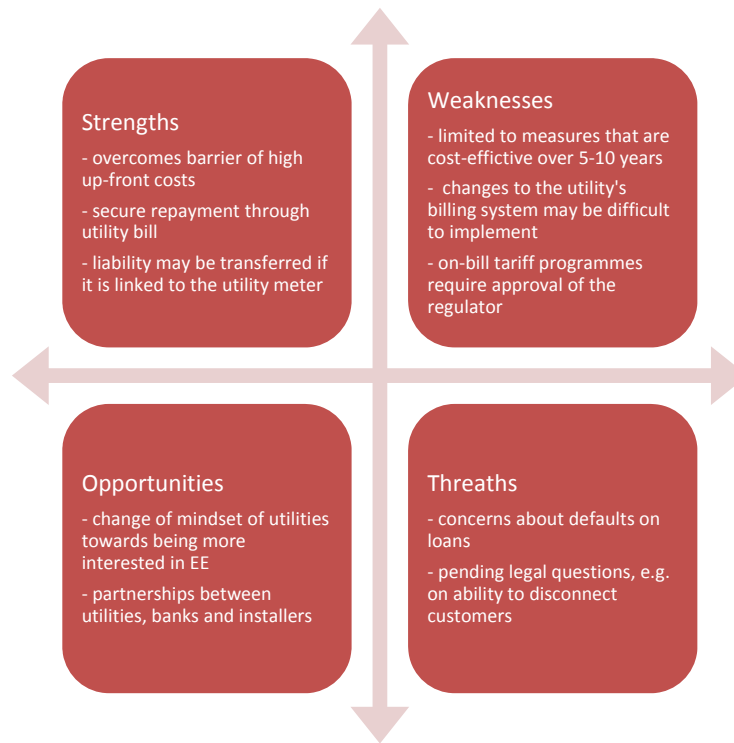 Strengths
- overcomes barrier of high
up-front costs
- secure repayment through
utility bill
- liability may be transferred if
it is linked to the utility meter
Weaknesses
- limited to measures that are
cost-effictive over 5-10 years
- changes to the utility's
billing system may be difficult
to implement
- on-bill tariff programmes
require approval of the
regulator
Opportunities
- change of mindset of utilities
towards being more
interested in EE
- partnerships between
utilities, banks and installers
Threaths
- concerns about defaults on
loans
- pending legal questions, e.g.
on ability to disconnect
customers